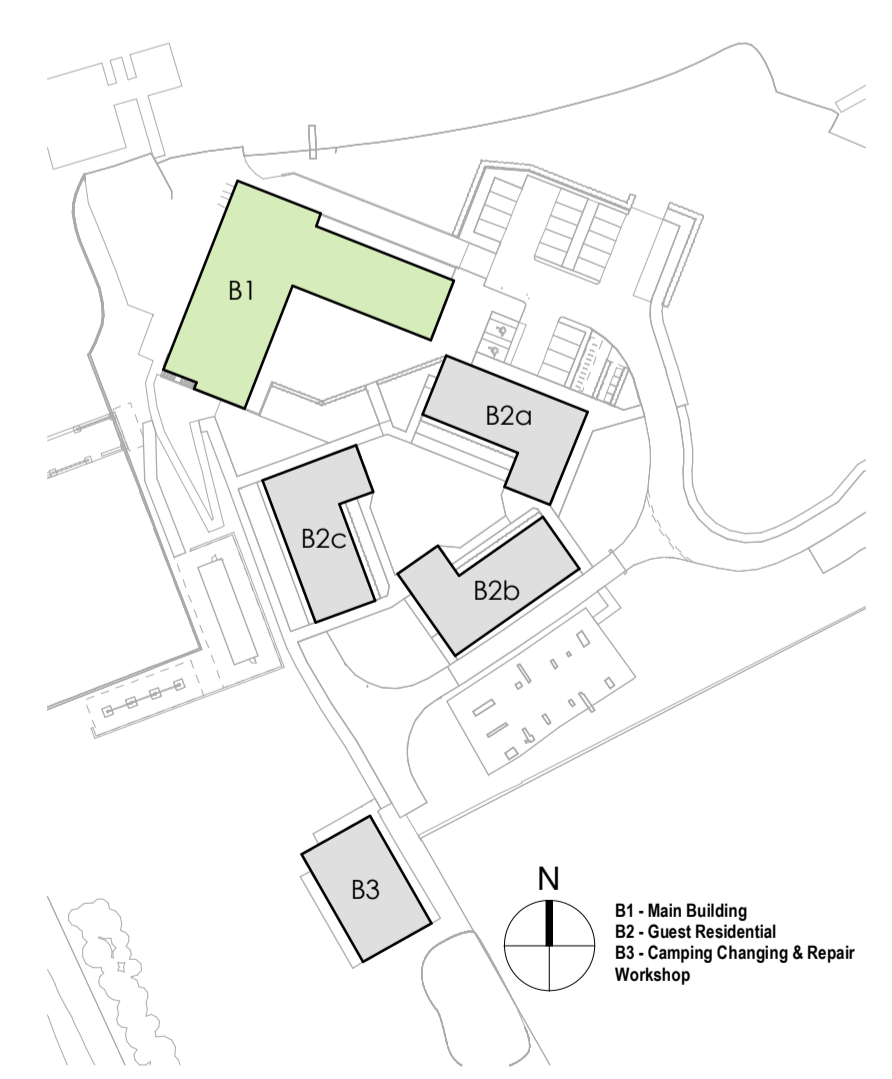 B1
B2a
B2c
B2b
B3
N
B1 - Main Building
B2 - Guest Residential
B3 - Camping Changing & Repair
Workshop